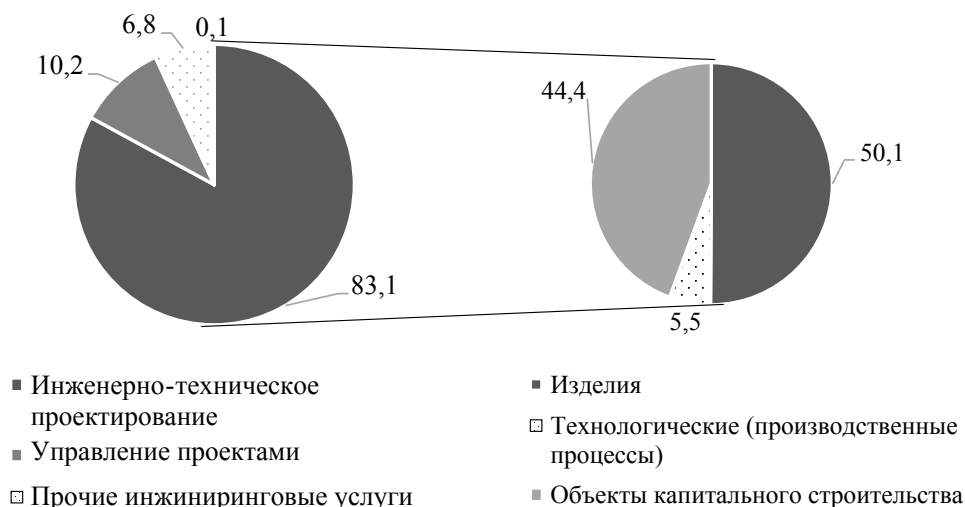 6,8
0,1
10,2
83,1
44,4
50,1
5,5
Инженерно-техническое
проектирование
Управление проектами
Прочие инжиниринговые услуги
Изделия
Технологические (производственные
процессы)
Объекты капитального строительства